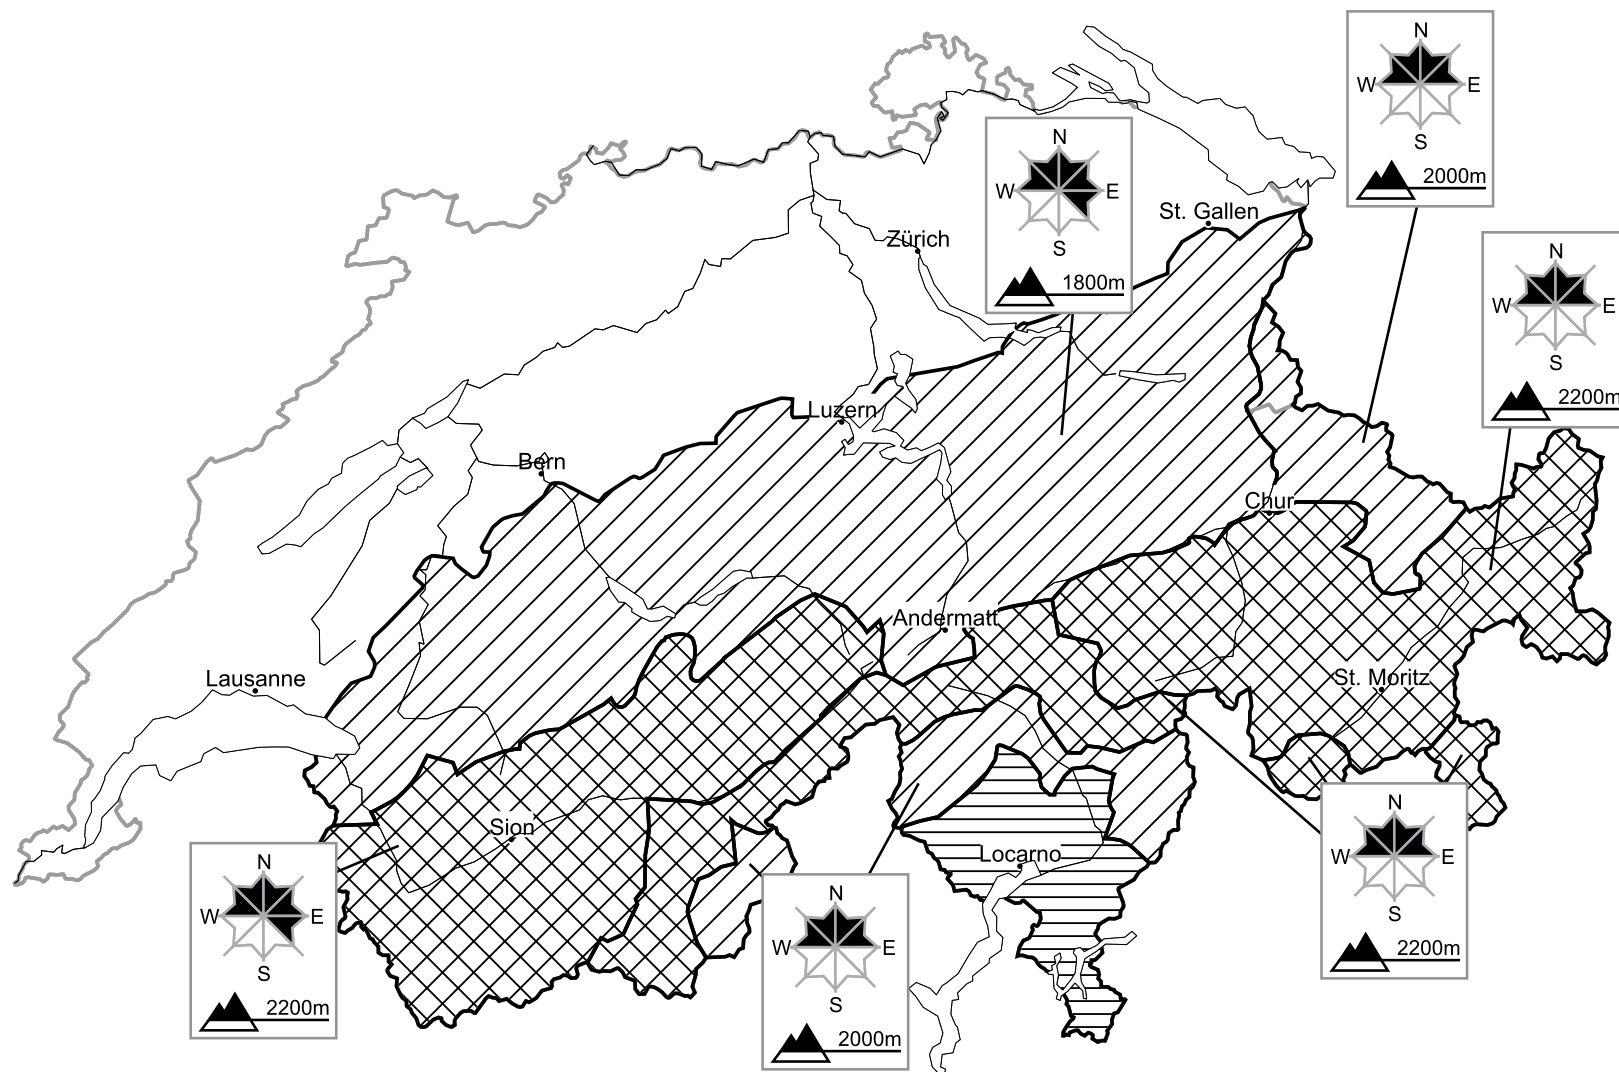 N
W E
S
2000m
N
W E
S
1800m
St. Gallen
Zürich
N
W E
S
2200m
Luzern
Bern
Chur
Andermatt
Lausanne
St. Moritz
Sion
Locarno
N
W E
S
2200m
N
W E
S
2000m
N
W E
S
2200m